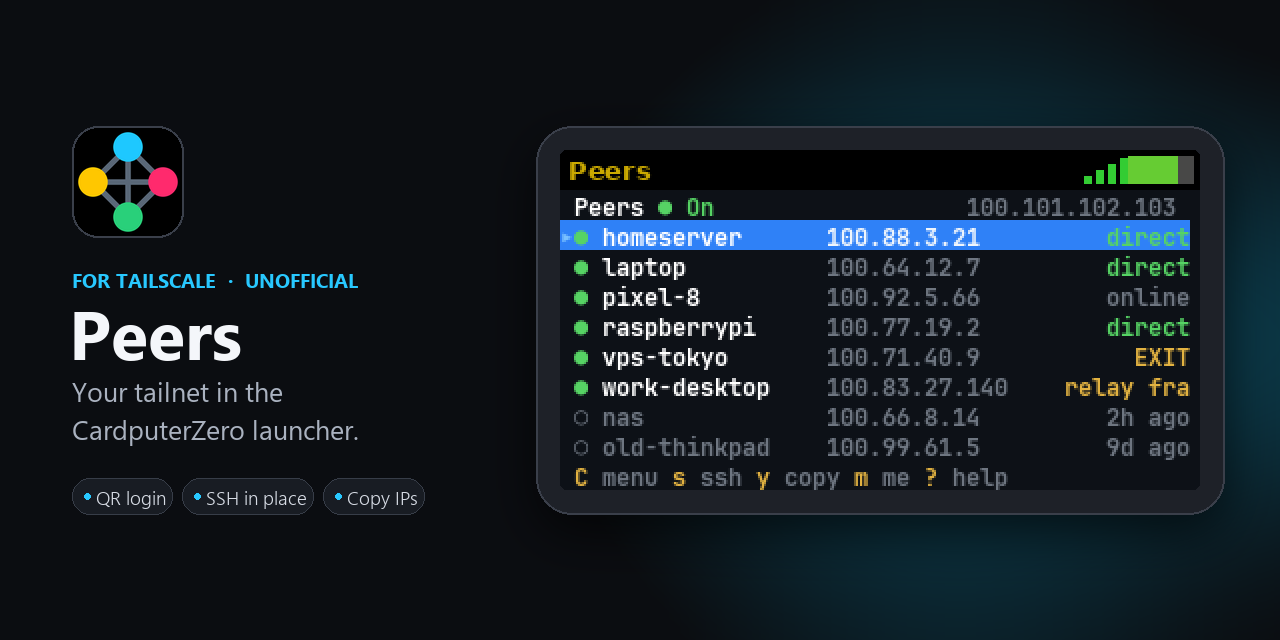 FOR TAILSCALE · UNOFFICIAL
Peers
Your tailnet in the
CardputerZero launcher.
QR login
SSH in place
Copy IPs
Peers
Peers On 100.101.102.103
homeserver 100.88.3.21 direct
laptop 100.64.12.7 direct
pixel-8 100.92.5.66 online
raspberrypi 100.77.19.2 direct
vps-tokyo 100.71.40.9 EXIT
work-desktop 100.83.27.140 relay fra
nas 100.66.8.14 2h ago
old-thinkpad 100.99.61.5 9d ago
C menu s ssh y copy m me ? help